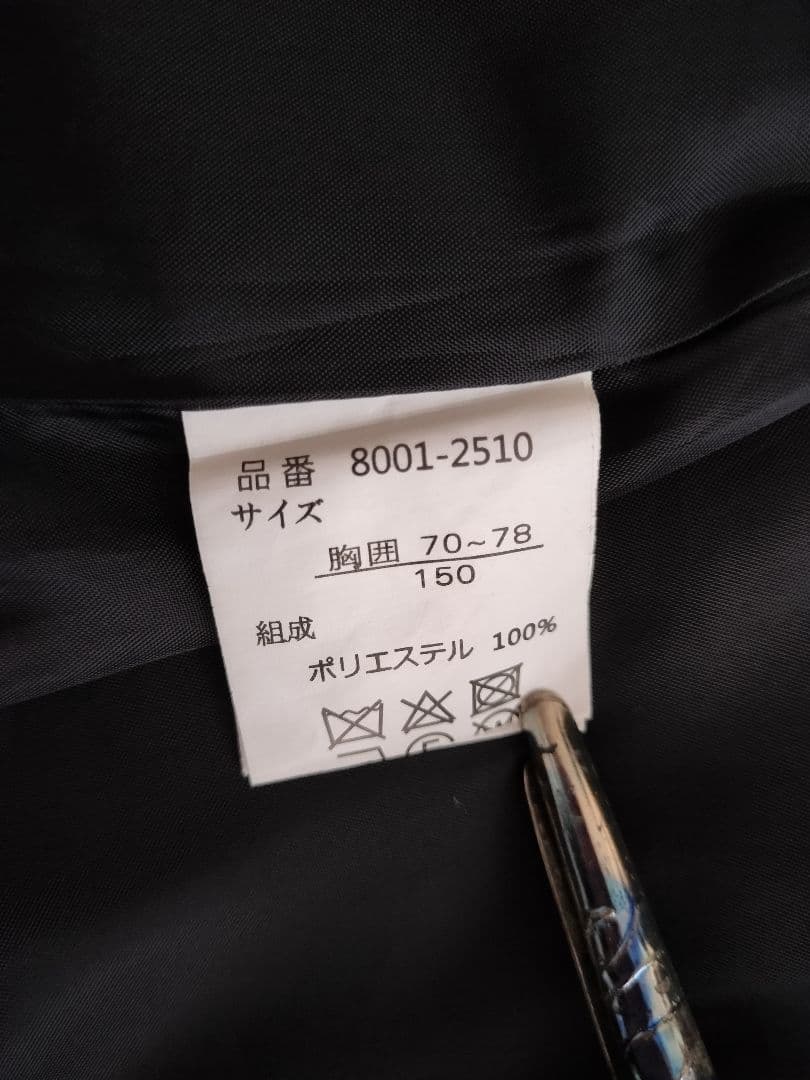 品番 8001-2510
サイズ
胸囲 70~78
150
組成
ポリエステル 100%